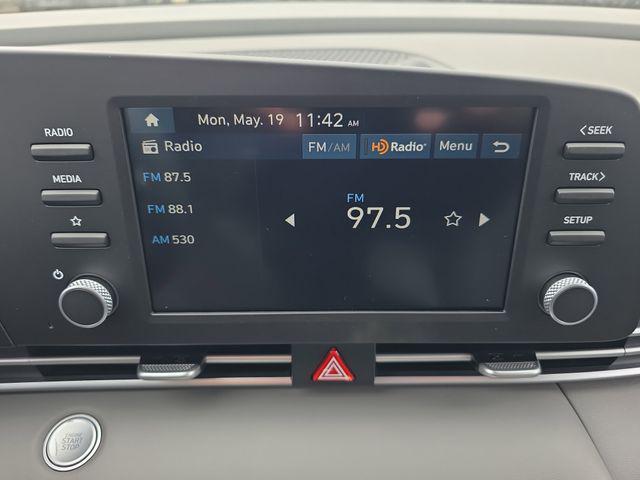 Mon, May. 19 11:42 AM
RADIO
< SEEK
Radio
FM/AM
HD Radio
Menu
MEDIA
FM 87.5
TRACK >
FM 88.1
FM
97.5
SETUP
AM 530
ENGINE
START
STOP